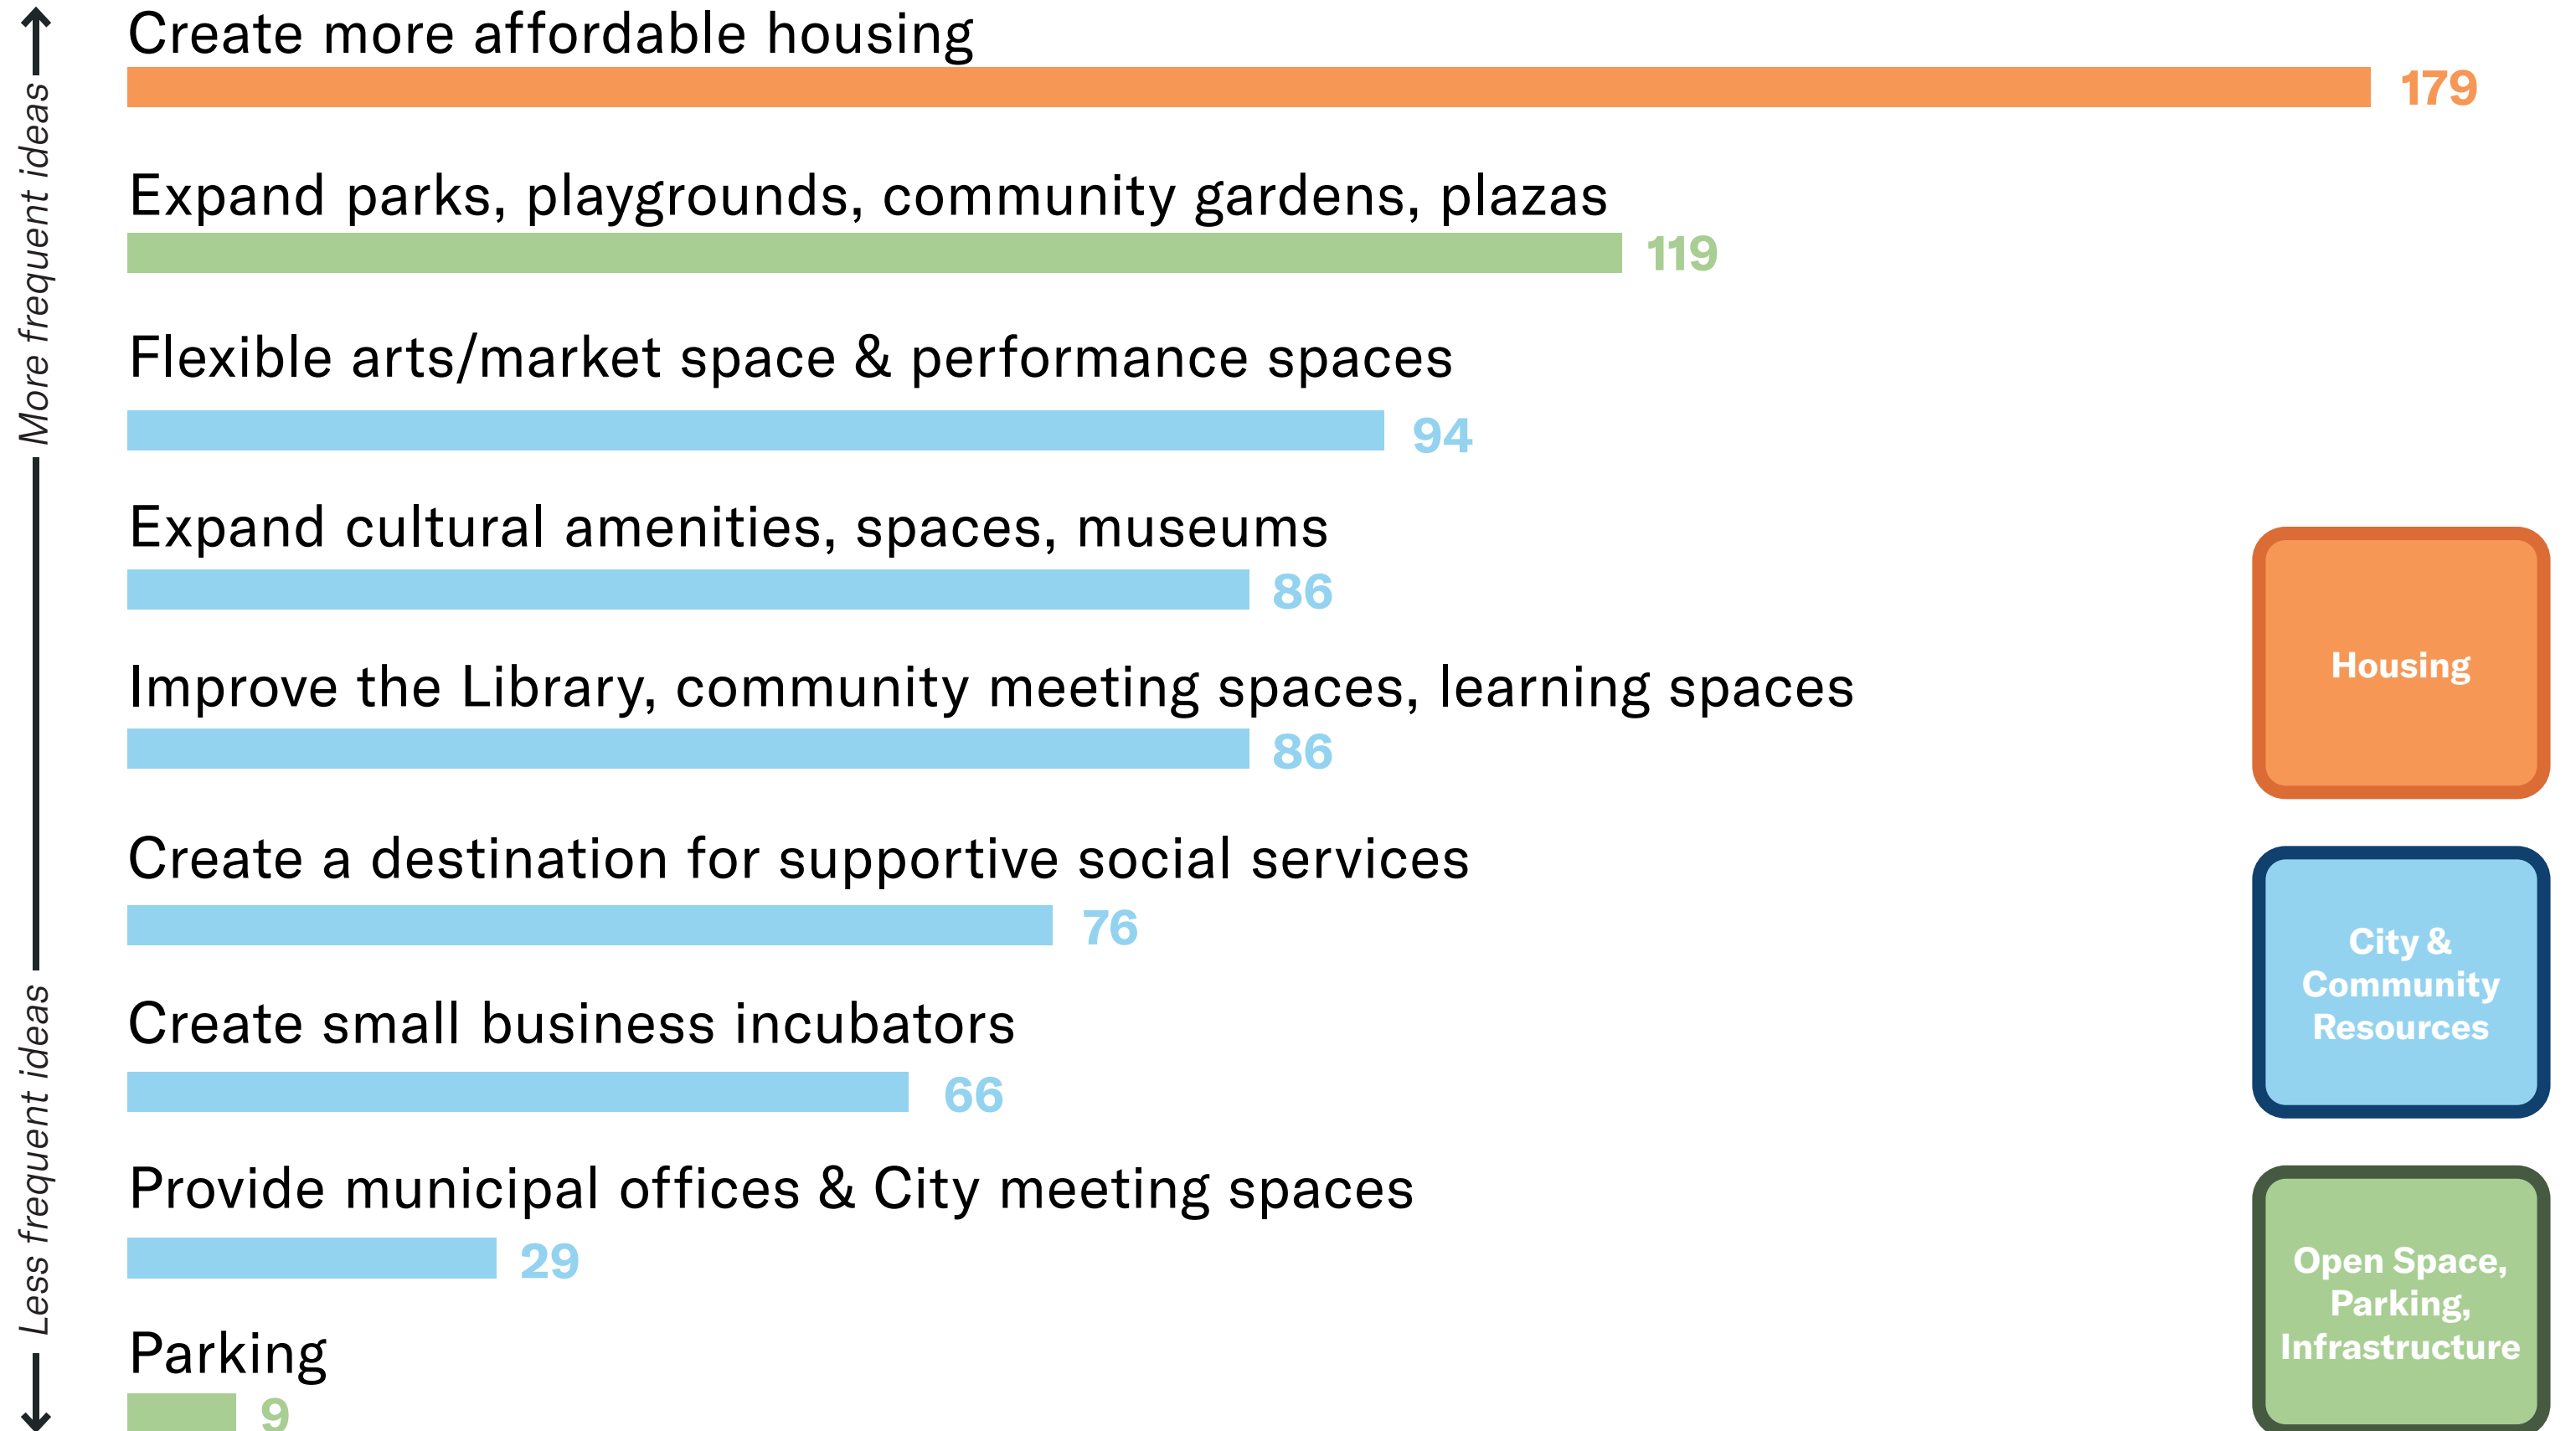 More frequent ideas
Less frequent ideas
Create more affordable housing
179
Expand parks, playgrounds, community gardens, plazas
119
Flexible arts/market space & performance spaces
94
Expand cultural amenities, spaces, museums
86
Improve the Library, community meeting spaces, learning spaces
86
Create a destination for supportive social services
76
Create small business incubators
66
Provide municipal offices & City meeting spaces
29
Parking
9
Housing
City &
Community
Resources
Open Space,
Parking,
Infrastructure